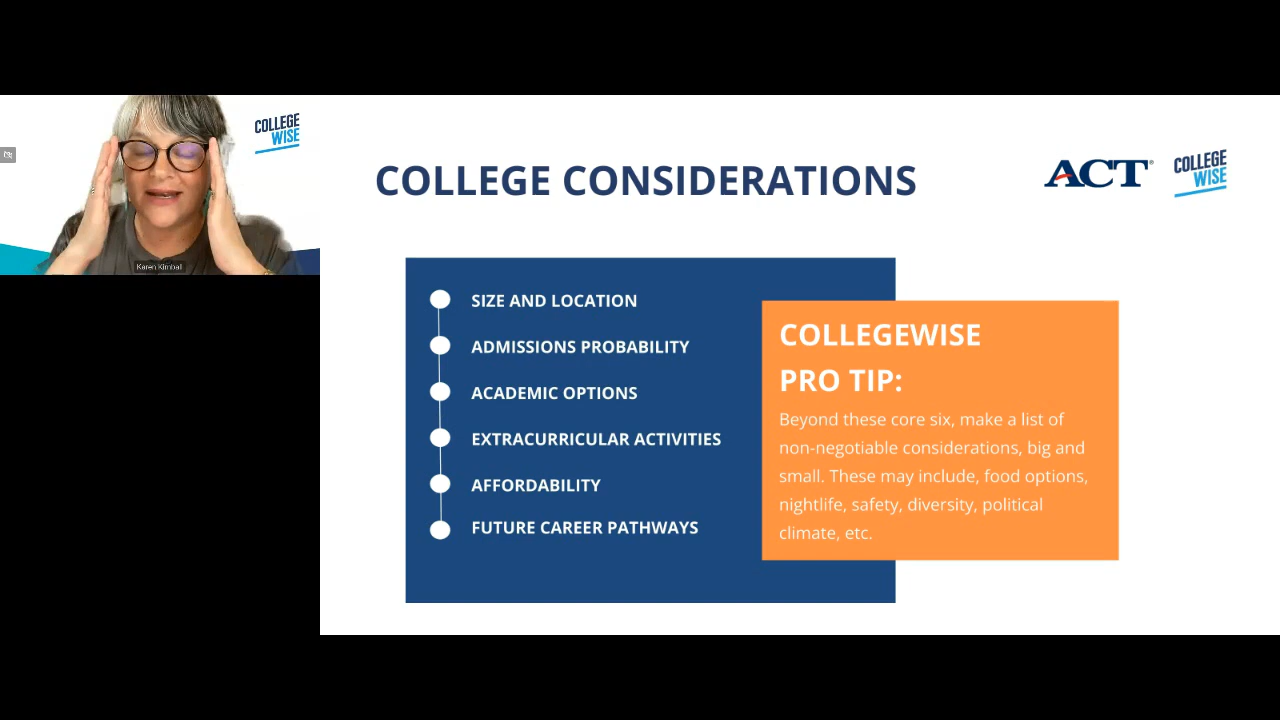 COLLEGE
WISE
Karen Kimball
COLLEGE CONSIDERATIONS
ACT®
COLLEGE
WISE
SIZE AND LOCATION
ADMISSIONS PROBABILITY
ACADEMIC OPTIONS
EXTRACURRICULAR ACTIVITIES
AFFORDABILITY
FUTURE CAREER PATHWAYS
COLLEGEWISE
PRO TIP:
Beyond these core six, make a list of
non-negotiable considerations, big and
small. These may include, food options,
nightlife, safety, diversity, political
climate, etc.